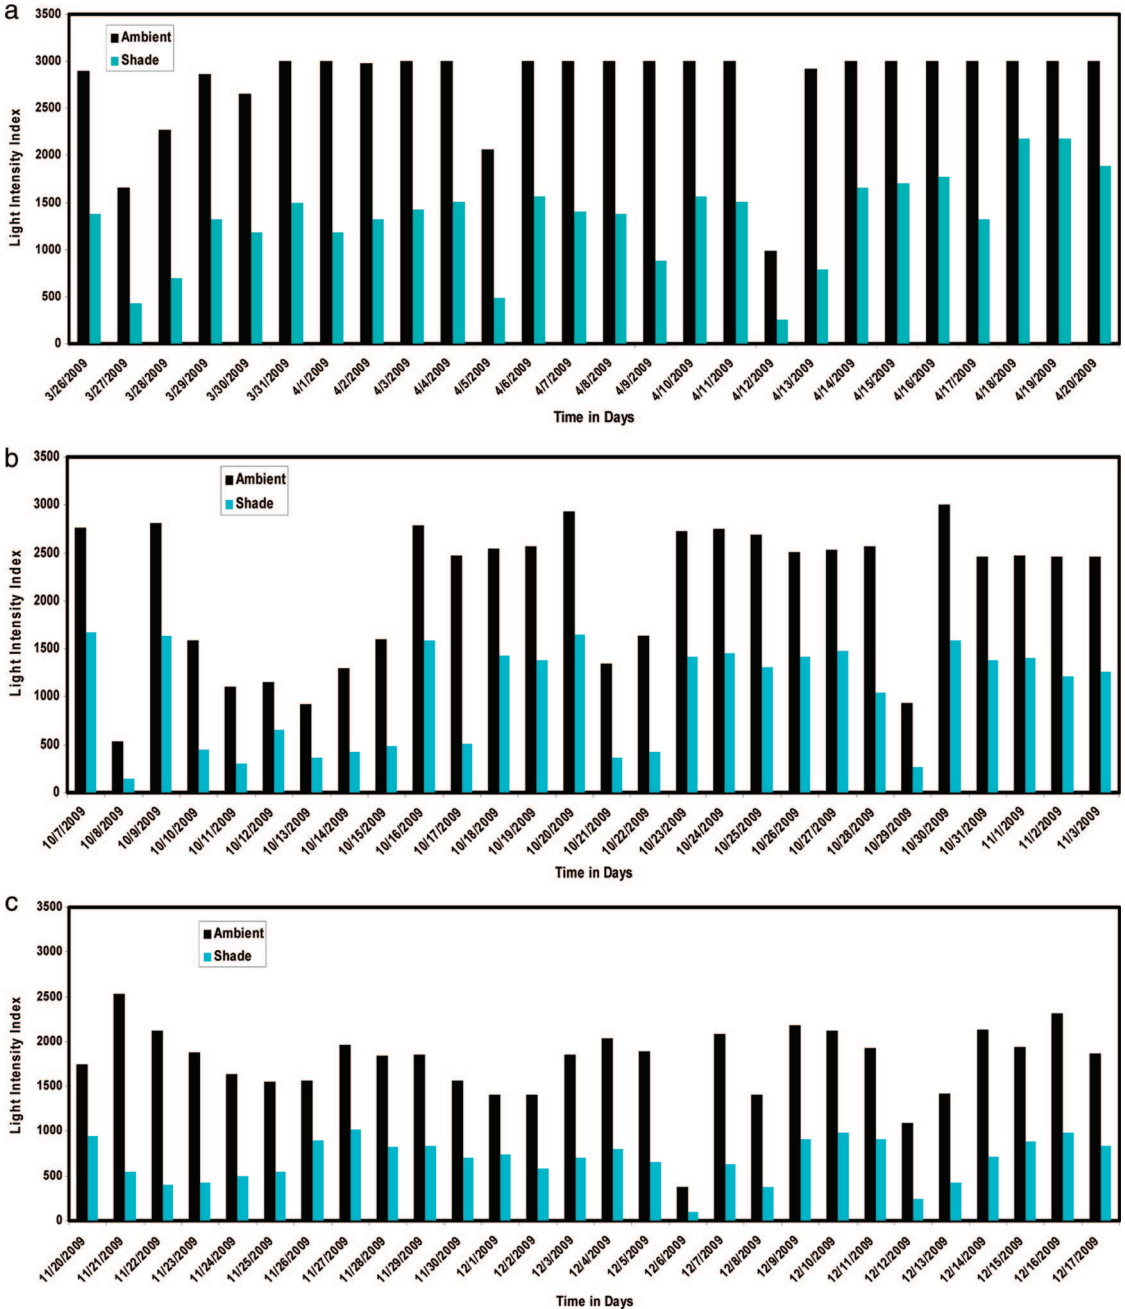 a
3500
3000
2500
2000
1500
1000
500
0
Light Intensity Index
Ambient
Shade
3/26/2009 3/27/2009 3/28/2009 3/29/2009 3/30/2009 3/31/2009 4/1/2009 4/2/2009 4/3/2009 4/4/2009 4/5/2009 4/6/2009 4/7/2009 4/8/2009 4/9/2009 4/10/2009 4/11/2009 4/12/2009 4/13/2009 4/14/2009 4/15/2009 4/16/2009 4/17/2009 4/18/2009 4/19/2009 4/20/2009
Time in Days
b
3500
3000
2500
2000
1500
1000
500
0
Light Intensity Index
Ambient
Shade
10/7/2009 10/8/2009 10/9/2009 10/10/2009 10/11/2009 10/12/2009 10/13/2009 10/14/2009 10/15/2009 10/16/2009 10/17/2009 10/18/2009 10/19/2009 10/20/2009 10/21/2009 10/22/2009 10/23/2009 10/24/2009 10/25/2009 10/26/2009 10/27/2009 10/28/2009 10/29/2009 10/30/2009 10/31/2009 11/1/2009 11/2/2009 11/3/2009
Time in Days
c
3500
3000
2500
2000
1500
1000
500
0
Light Intensity Index
Ambient
Shade
11/20/2009 11/21/2009 11/22/2009 11/23/2009 11/24/2009 11/25/2009 11/26/2009 11/27/2009 11/28/2009 11/29/2009 11/30/2009 12/1/2009 12/2/2009 12/3/2009 12/4/2009 12/5/2009 12/6/2009 12/7/2009 12/8/2009 12/9/2009 12/10/2009 12/11/2009 12/12/2009 12/13/2009 12/14/2009 12/15/2009 12/16/2009 12/17/2009
Time in Days